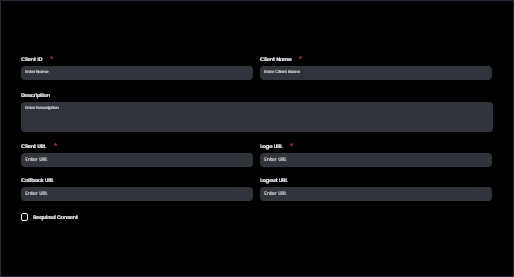 Client ID *
Client Name *
Enter Name
Enter Client Name
Description
Enter Description
Client URL *
Logo URL *
Enter URL
Enter URL
Callback URL
Logout URL
Enter URL
Enter URL
Required Consent